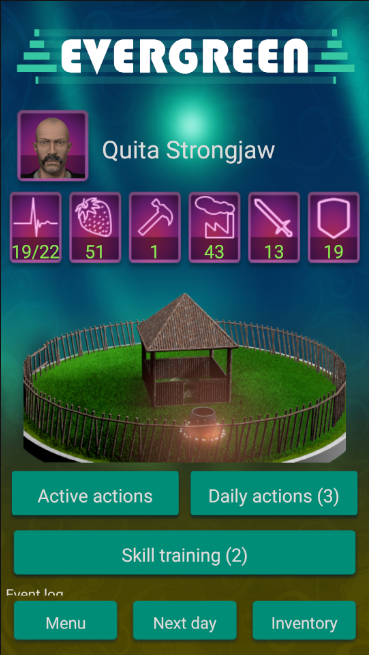 EVERGREEN
Quita Strongjaw
19/22 51 1 43 13 19
Active actions Daily actions (3)
Skill training (2)
Event log
Menu Next day Inventory